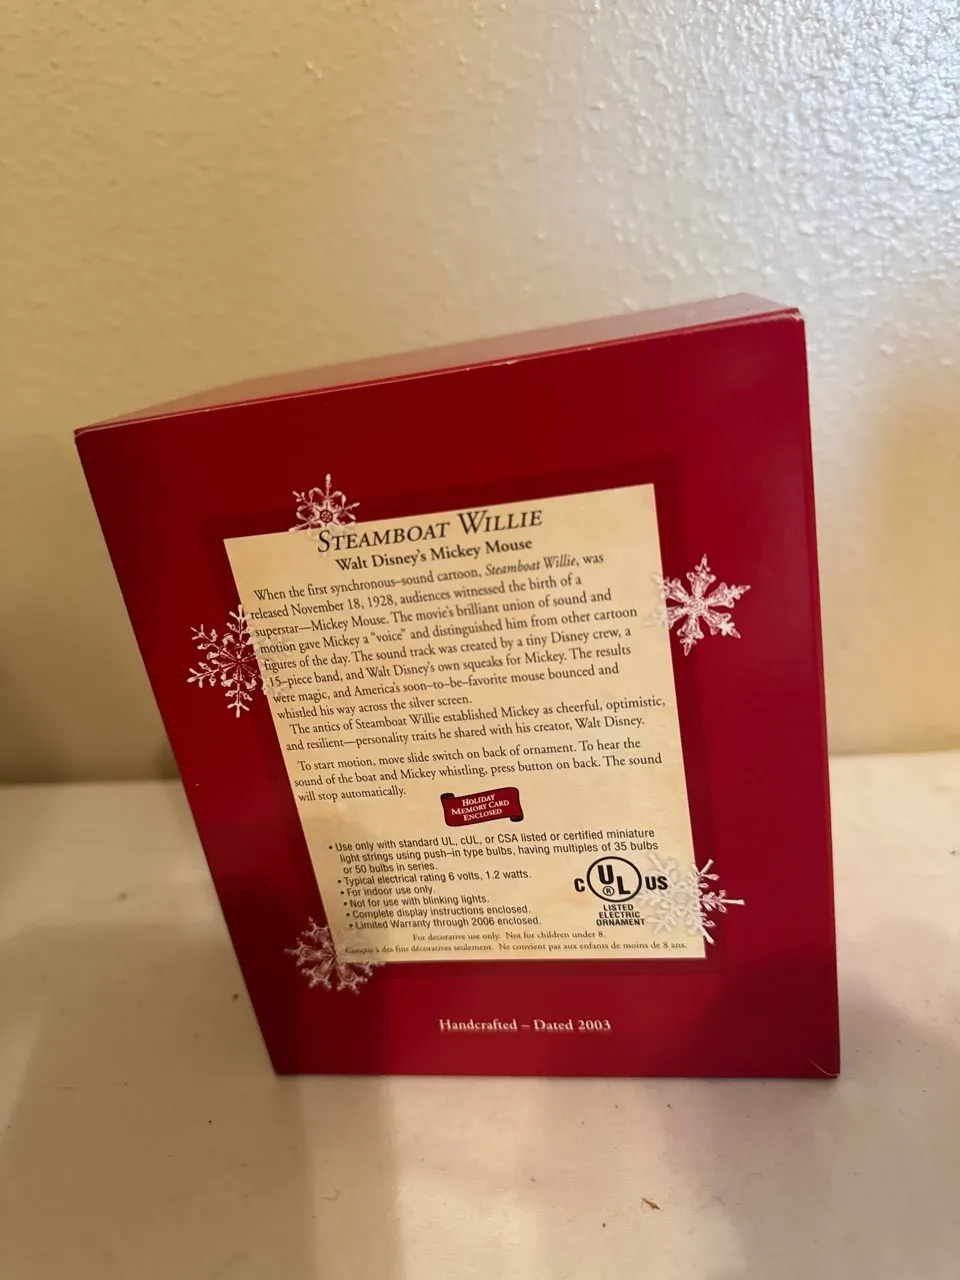 STEAMBOAT WILLIE
Walt Disney's Mickey Mouse
When the first synchronous–sound cartoon, Steamboat Willie, was
released November 18, 1928, audiences witnessed the birth of a
superstar—Mickey Mouse. The movie's brilliant union of sound and
motion gave Mickey a "voice" and distinguished him from other cartoon
figures of the day. The sound track was created by a tiny Disney crew, a
15–piece band, and Walt Disney's own squeaks for Mickey. The results
were magic, and America's soon–to–be–favorite mouse bounced and
whistled his way across the silver screen.
The antics of Steamboat Willie established Mickey as cheerful, optimistic,
and resilient—personality traits he shared with his creator, Walt Disney.
To start motion, move slide switch on back of ornament. To hear the
sound of the boat and Mickey whistling, press button on back. The sound
will stop automatically.
HOLIDAY
MEMORY CARD
ENCLOSED
• Use only with standard UL, cUL, or CSA listed or certified miniature
light strings using push–in type bulbs, having multiples of 35 bulbs
or 50 bulbs in series.
• Typical electrical rating 6 volts, 1.2 watts.
• For indoor use only.
• Not for use with blinking lights.
• Complete display instructions enclosed.
• Limited Warranty through 2006 enclosed.
C UL ® US
LISTED
ELECTRIC
ORNAMENT
For decorative use only. Not for children under 8.
Conçue à des fins décoratives seulement. Ne convient pas aux enfants de moins de 8 ans.
Handcrafted – Dated 2003